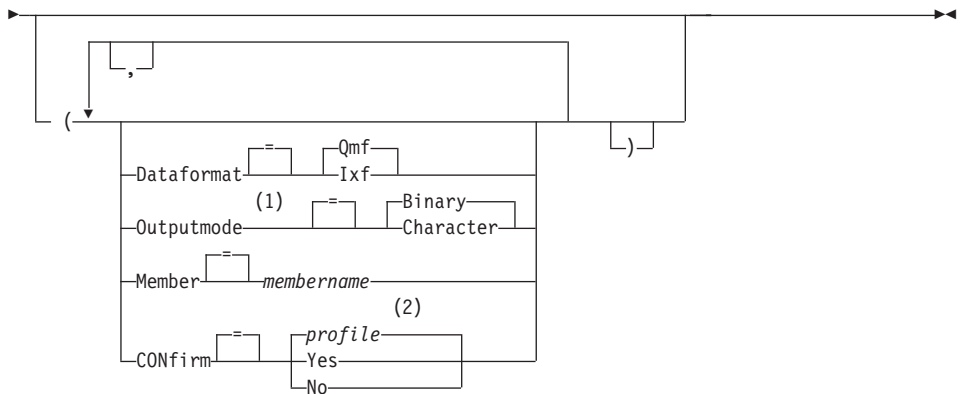 ,
(
)
=
Qmf
Dataformat
Ixf
(1)
=
Binary
Outputmode
Character
=
Member
membername
(2)
=
profile
CONfirm
Yes
No